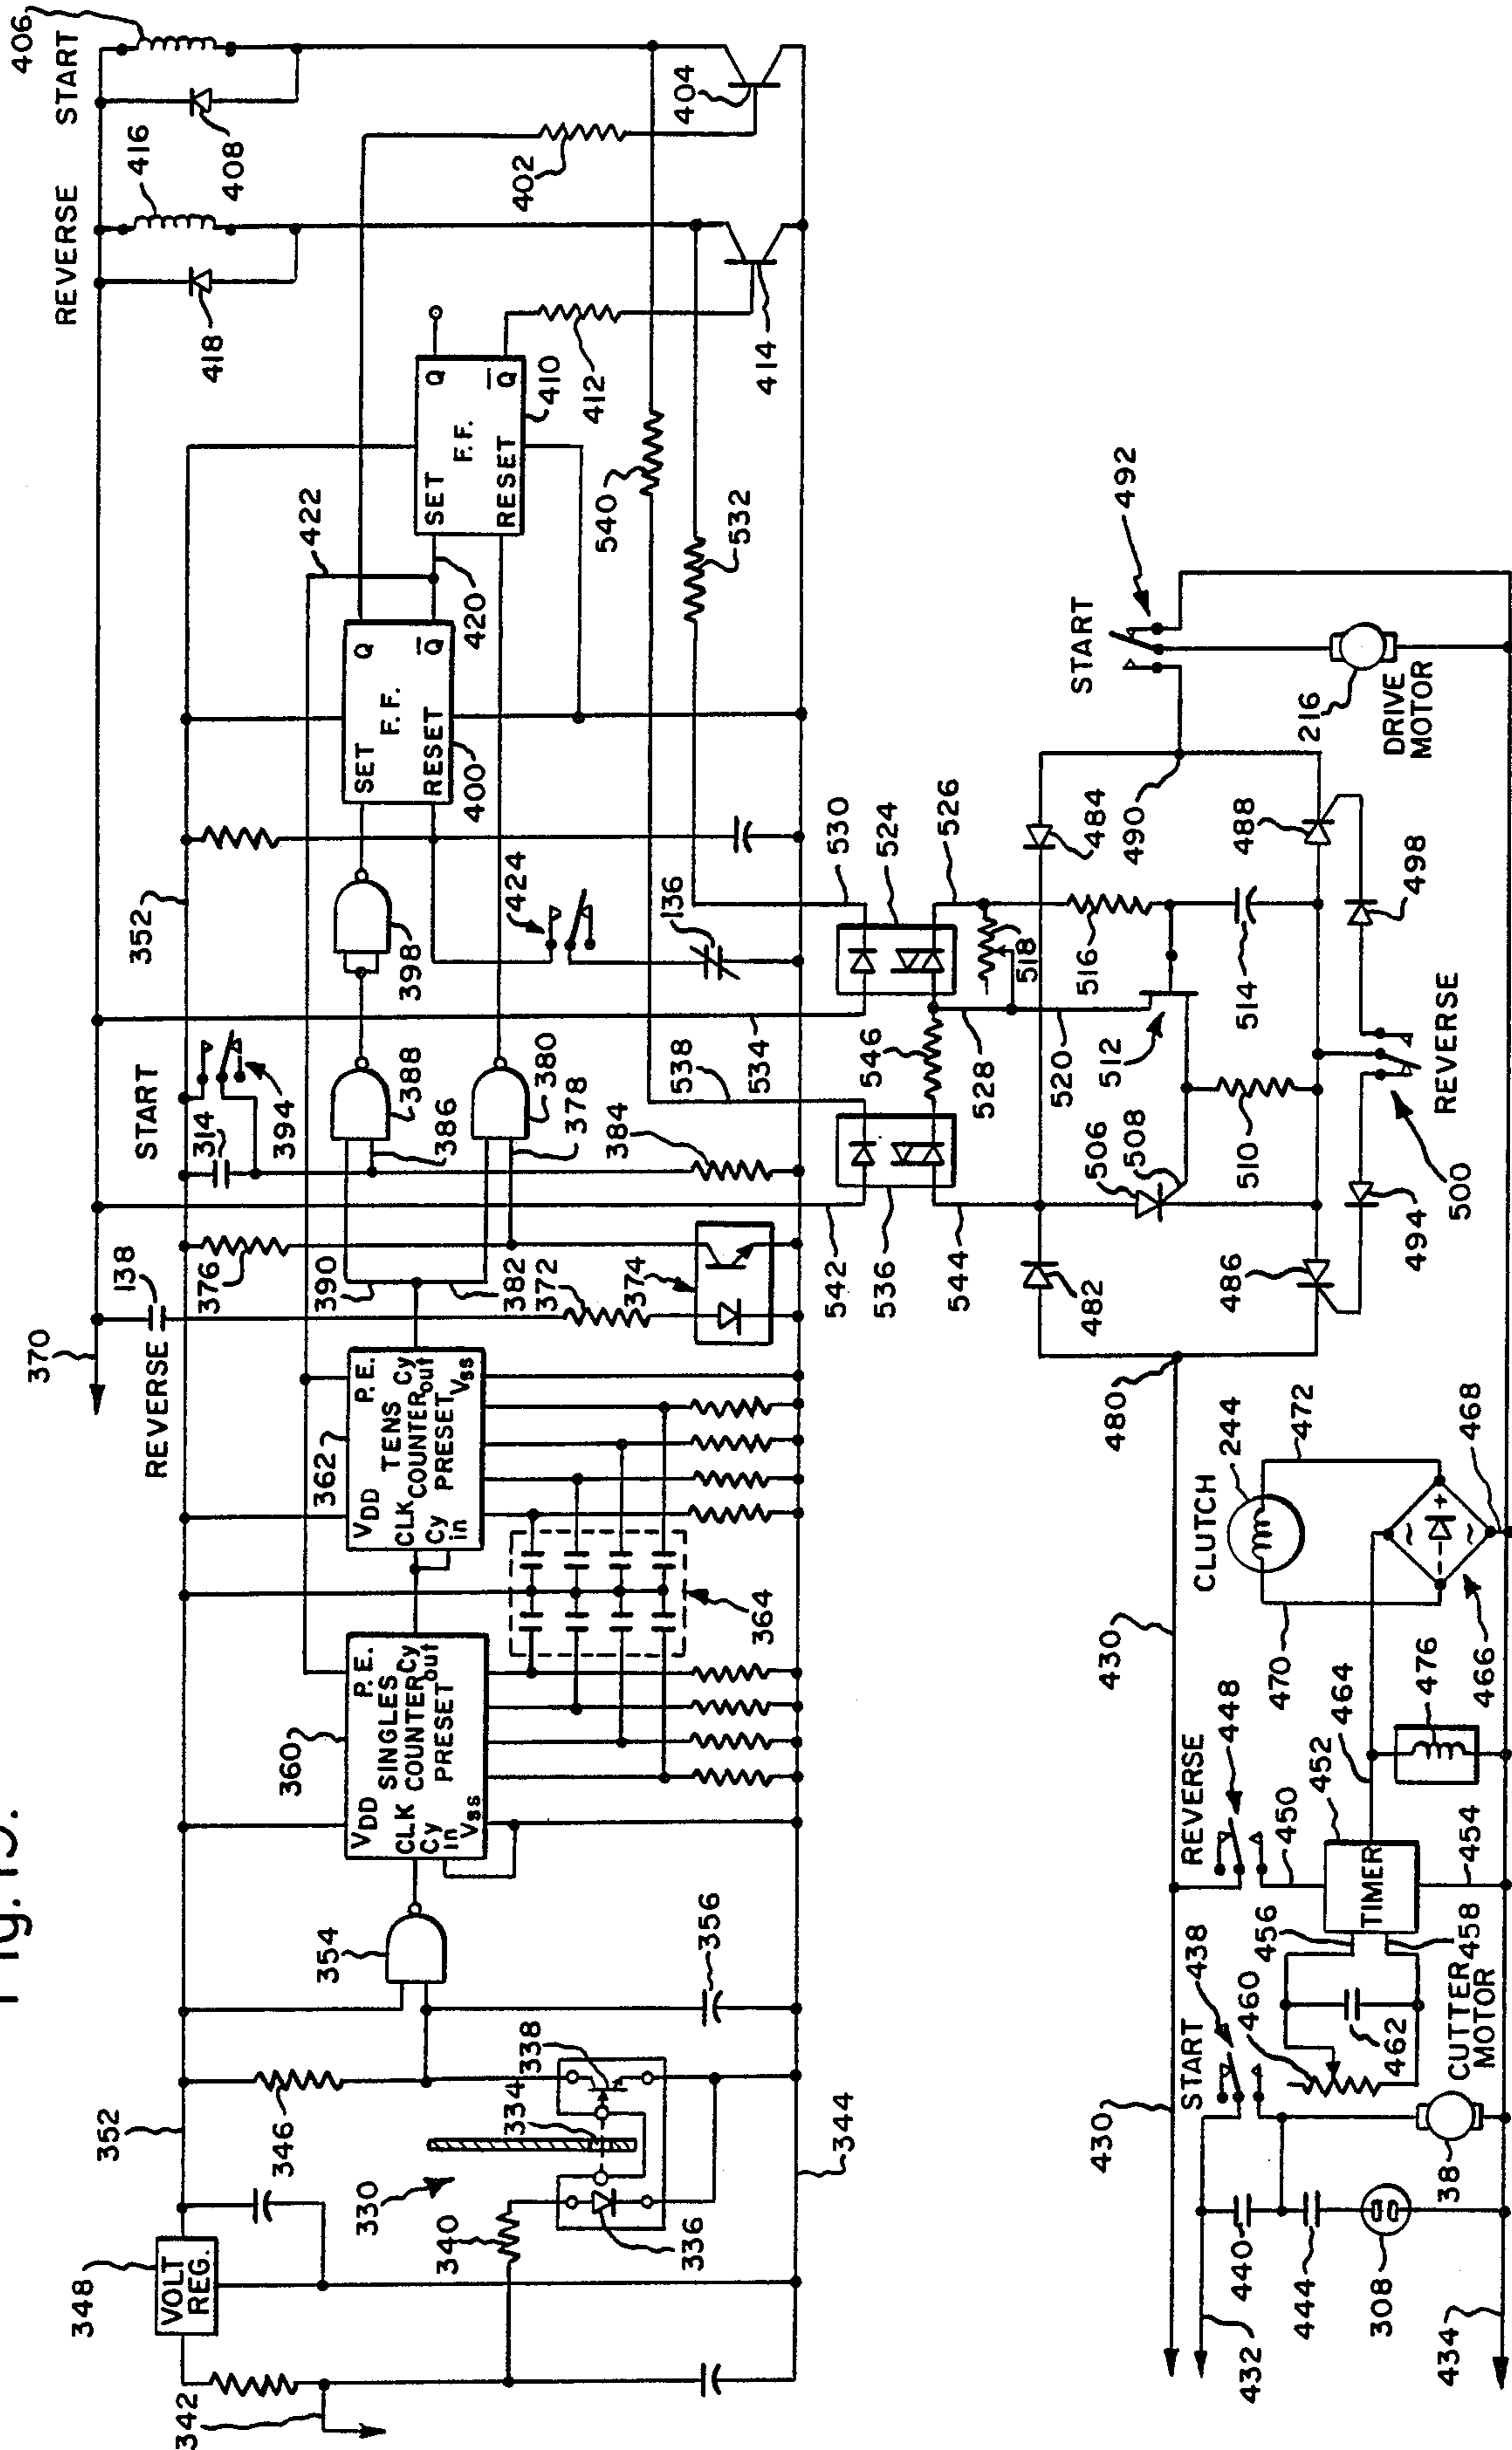 Fig.15.
406
START
REVERSE
416
408
418
404
402
414
412
410
Q
F.F.
Q
SET
RESET
422
420
540
532
Q
F.F.
Q
SET
RESET
400
352
398
424
136
START
394
314
388
386
380
378
384
538
534
370
REVERSE
138
376
390
382
372
374
362
VDD
P.E.
TENS
CLK COUNTER Cy out
Cy in
PRESET
Vss
364
360
VDD
P.E.
SINGLES
CLK COUNTER Cy out
Cy in
PRESET
Vss
354
356
352
346
330
334
338
340
336
344
348
VOLT
REG.
342
492
START
216
DRIVE
MOTOR
530
524
526
484
490
488
498
518
516
514
546
528
520
512
REVERSE
500
542
536
544
506
508
510
482
486
494
480
244
CLUTCH
472
468
430
470
466
464
476
REVERSE
448
450
452
TIMER
454
456
458
START
438
460
462
CUTTER
MOTOR
38
430
432
440
444
308
434